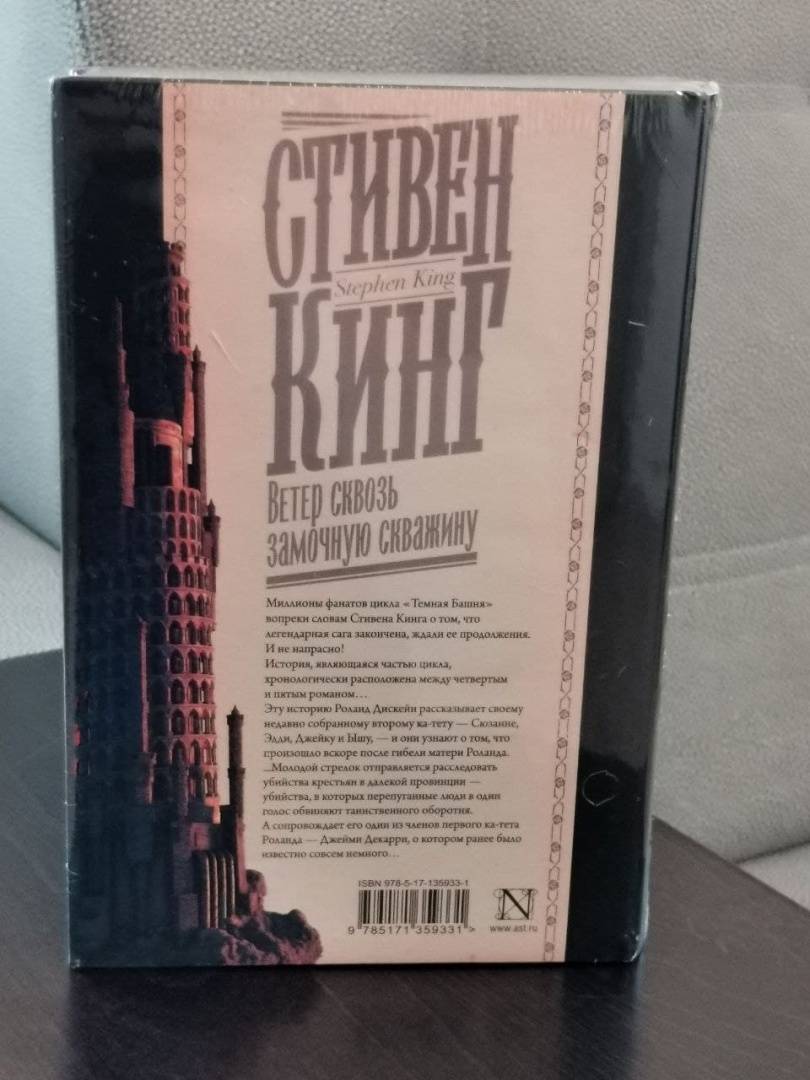 СТИВЕН
Stephen King
КИНГ
Ветер сквозь
замочную скважину
Миллионы фанатов цикла «Темная Башня»
вопреки словам Стивена Кинга о том, что
легендарная сага закончена, ждали ее продолжения.
И не напрасно!
История, являющаяся частью цикла,
хронологически расположена между четвертым
и пятым романом…
Эту историю Роланд Дискейн рассказывает своему
недавно собранному второму ка-тету — Сюзанне,
Эдди, Джейку и Ышу, — и они узнают о том, что
произошло вскоре после гибели матери Роланда.
...Молодой стрелок отправляется расследовать
убийства крестьян в далекой провинции —
убийства, в которых перепуганные люди в один
голос обвиняют таинственного оборотня.
А сопровождает его один из членов первого ка-тета
Роланда — Джейми Декарри, о котором ранее было
известно совсем немного…
ISBN 978-5-17-135933-1
9 785171 359331 >
N
www.ast.ru